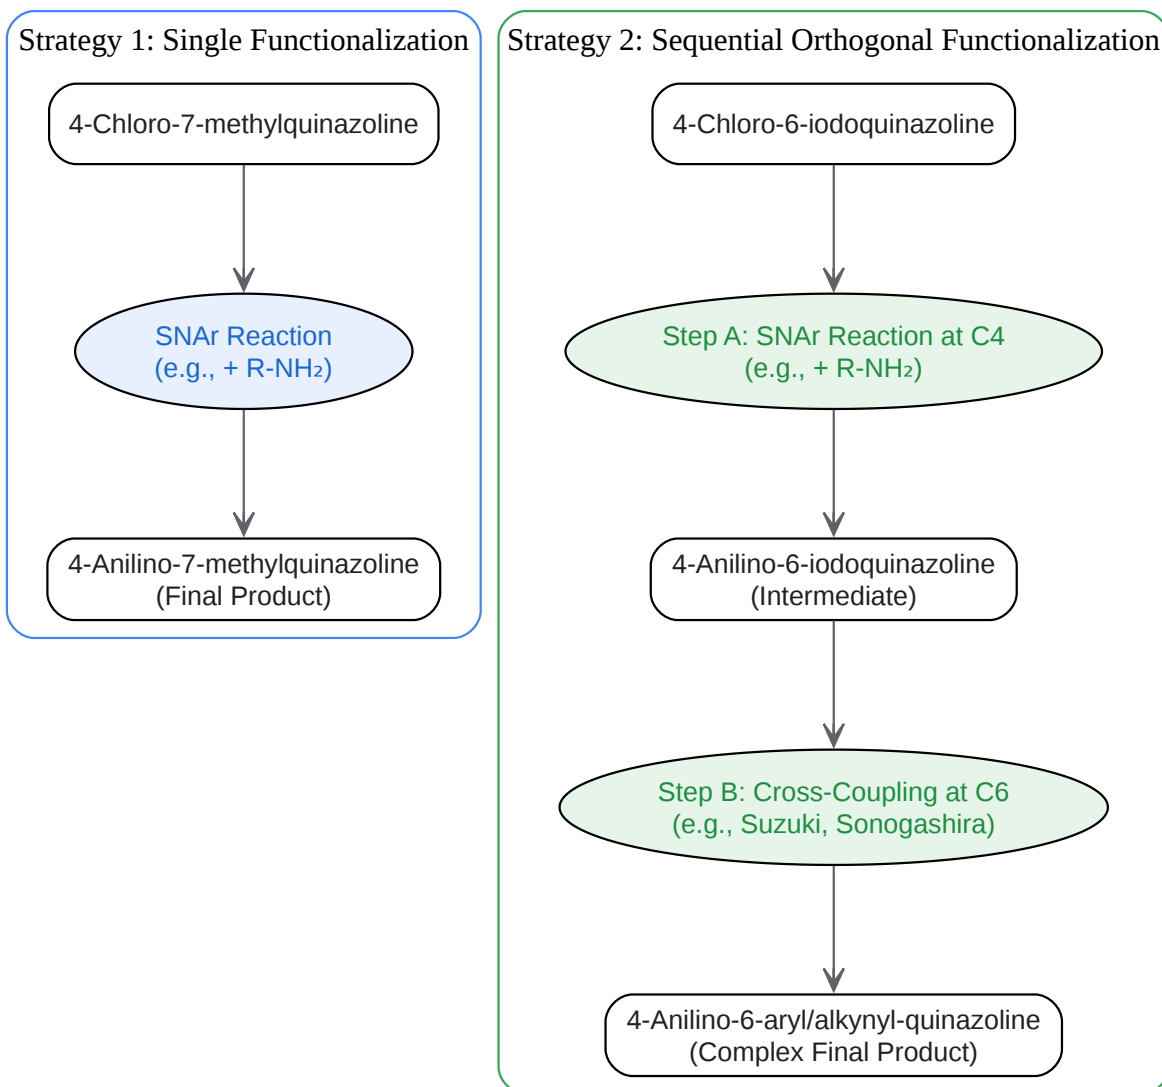 Strategy 1: Single Functionalization
4-Chloro-7-methylquinazoline
SNAr Reaction
(e.g., + R-NH₂)
4-Anilino-7-methylquinazoline
(Final Product)
Strategy 2: Sequential Orthogonal Functionalization
4-Chloro-6-iodoquinazoline
Step A: SNAr Reaction at C4
(e.g., + R-NH₂)
4-Anilino-6-iodoquinazoline
(Intermediate)
Step B: Cross-Coupling at C6
(e.g., Suzuki, Sonogashira)
4-Anilino-6-aryl/alkynyl-quinazoline
(Complex Final Product)